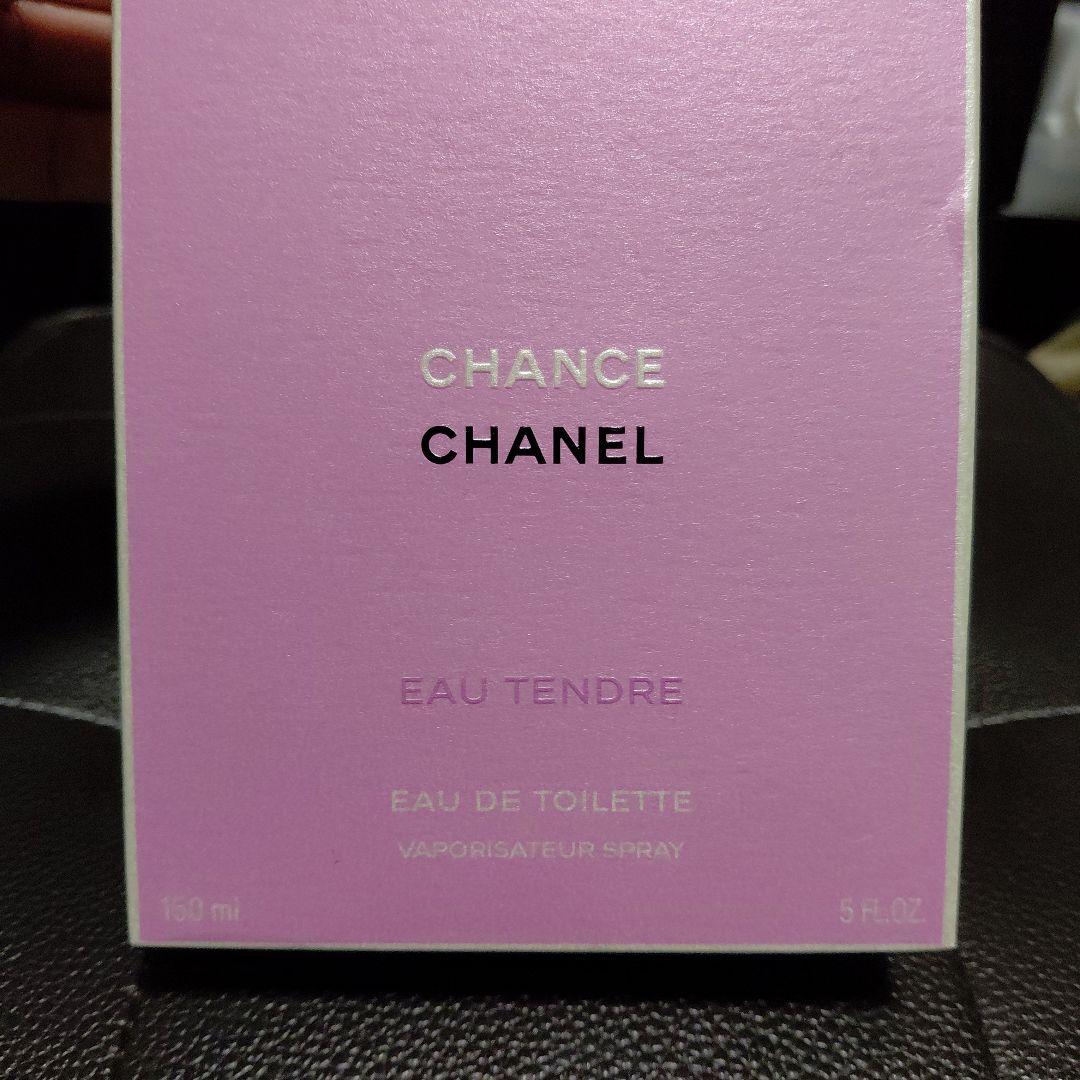 CHANCE
CHANEL
EAU TENDRE
EAU DE TOILETTE
VAPORISATEUR SPRAY
150 ml
5 FL.OZ.